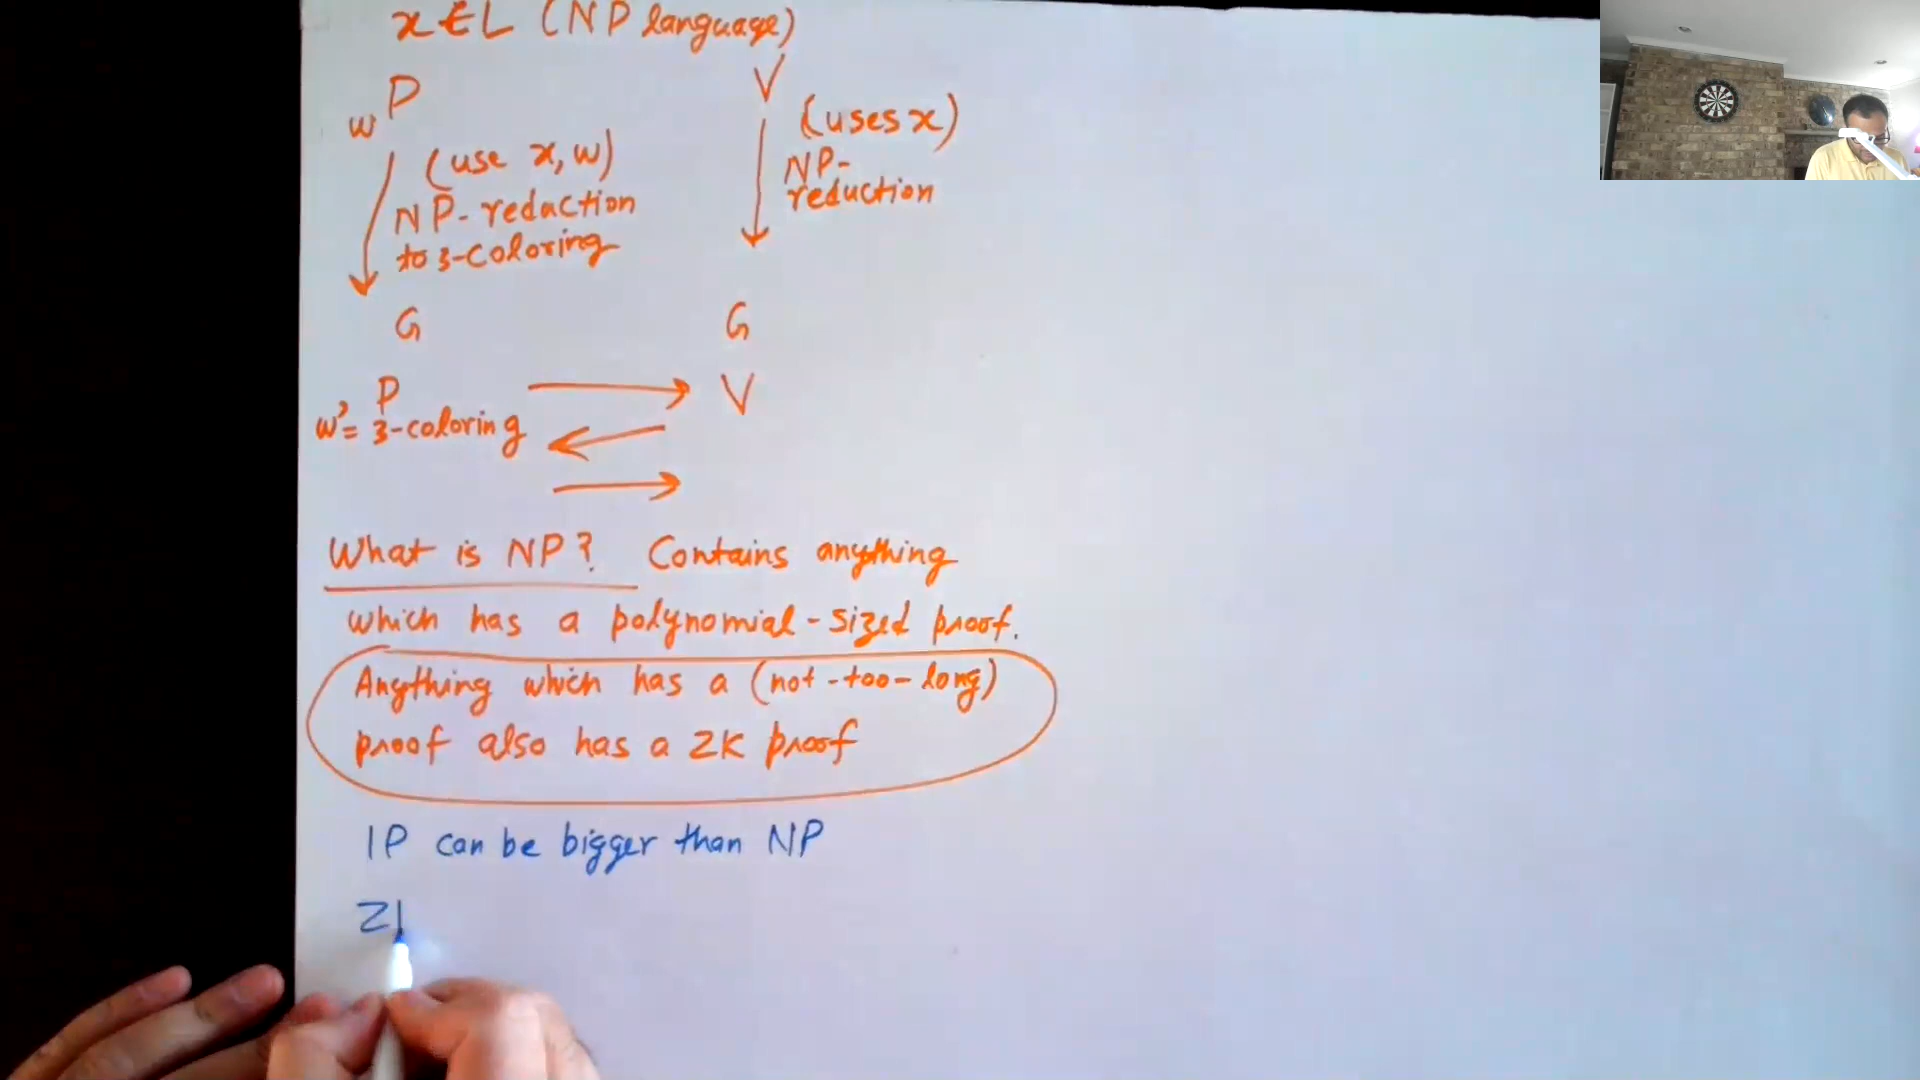 x ∈ L (NP language)
P V
w
(use x, w) (uses x)
NP-reduction NP-
to 3-coloring reduction
G G
P V
w' = 3-coloring
What is NP? Contains anything
which has a polynomial-sized proof.
Anything which has a (not-too-long)
proof also has a ZK proof
IP can be bigger than NP